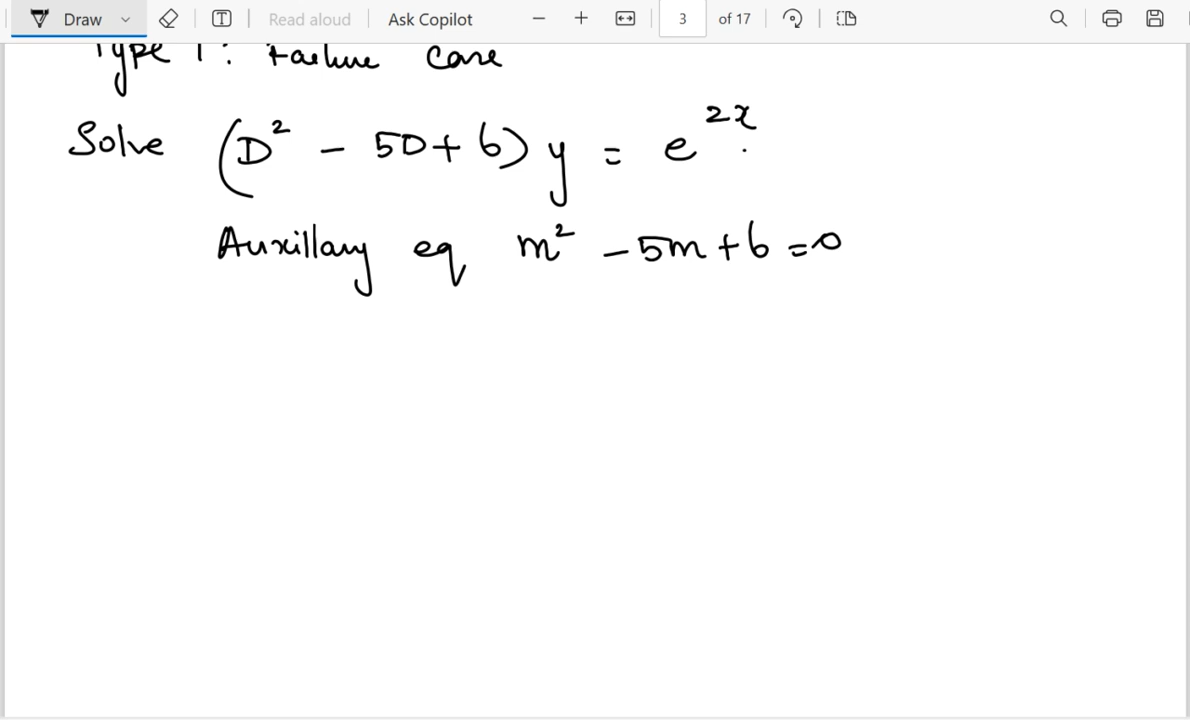 Draw Read aloud Ask Copilot 3 of 17
Type 1: Failure Case
Solve (D² - 5D + 6) y = e^{2x}.
Auxillary eq m² - 5m + 6 = 0